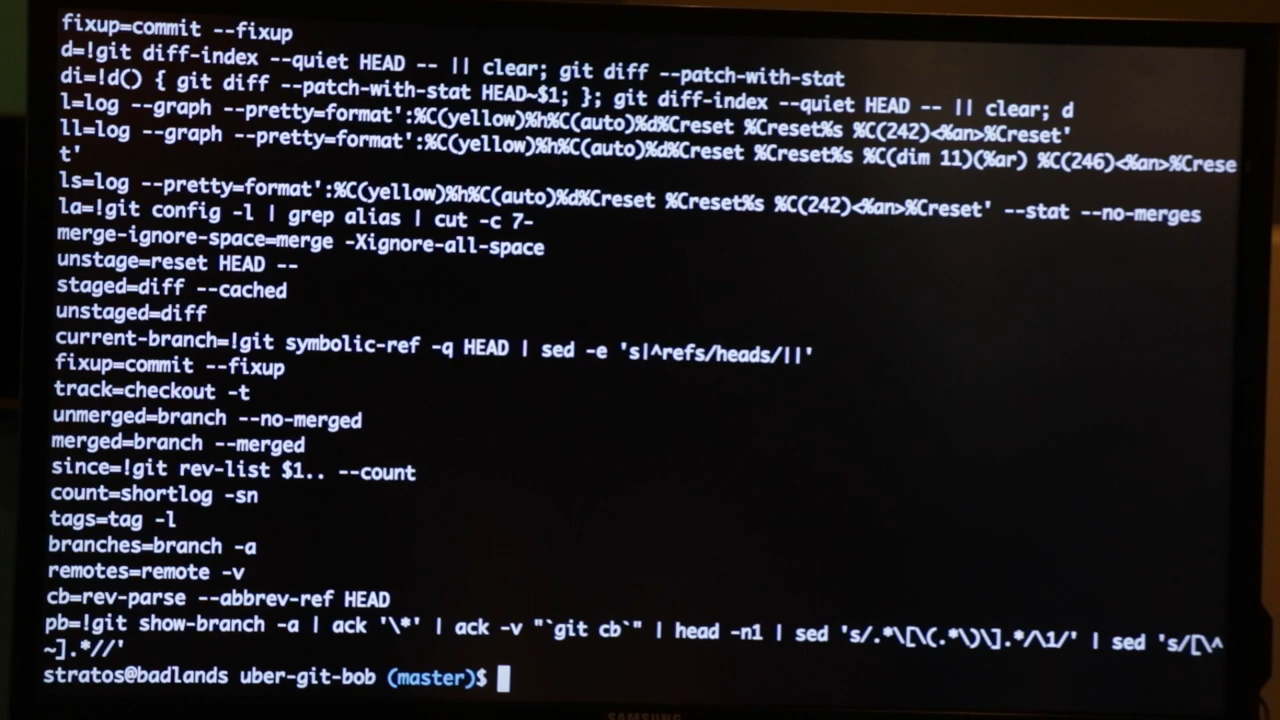 fixup=commit --fixup
d=!git diff-index --quiet HEAD -- || clear; git diff --patch-with-stat
di=!d() { git diff --patch-with-stat HEAD~$1; }; git diff-index --quiet HEAD -- || clear; d
l=log --graph --pretty=format':%C(yellow)%h%C(auto)%d%Creset %Creset%s %C(242)<%an>%Creset'
ll=log --graph --pretty=format':%C(yellow)%h%C(auto)%d%Creset %Creset%s %C(dim 11)(%ar) %C(246)<%an>%Crese
t'
ls=log --pretty=format':%C(yellow)%h%C(auto)%d%Creset %Creset%s %C(242)<%an>%Creset' --stat --no-merges
la=!git config -l | grep alias | cut -c 7-
merge-ignore-space=merge -Xignore-all-space
unstage=reset HEAD --
staged=diff --cached
unstaged=diff
current-branch=!git symbolic-ref -q HEAD | sed -e 's|^refs/heads/||'
fixup=commit --fixup
track=checkout -t
unmerged=branch --no-merged
merged=branch --merged
since=!git rev-list $1.. --count
count=shortlog -sn
tags=tag -l
branches=branch -a
remotes=remote -v
cb=rev-parse --abbrev-ref HEAD
pb=!git show-branch -a | ack '\*' | ack -v "`git cb`" | head -n1 | sed 's/.*\[\(.*\)\].*/\1/' | sed 's/[\^
~].*//'
stratos@badlands uber-git-bob (master)$
SAMSUNG